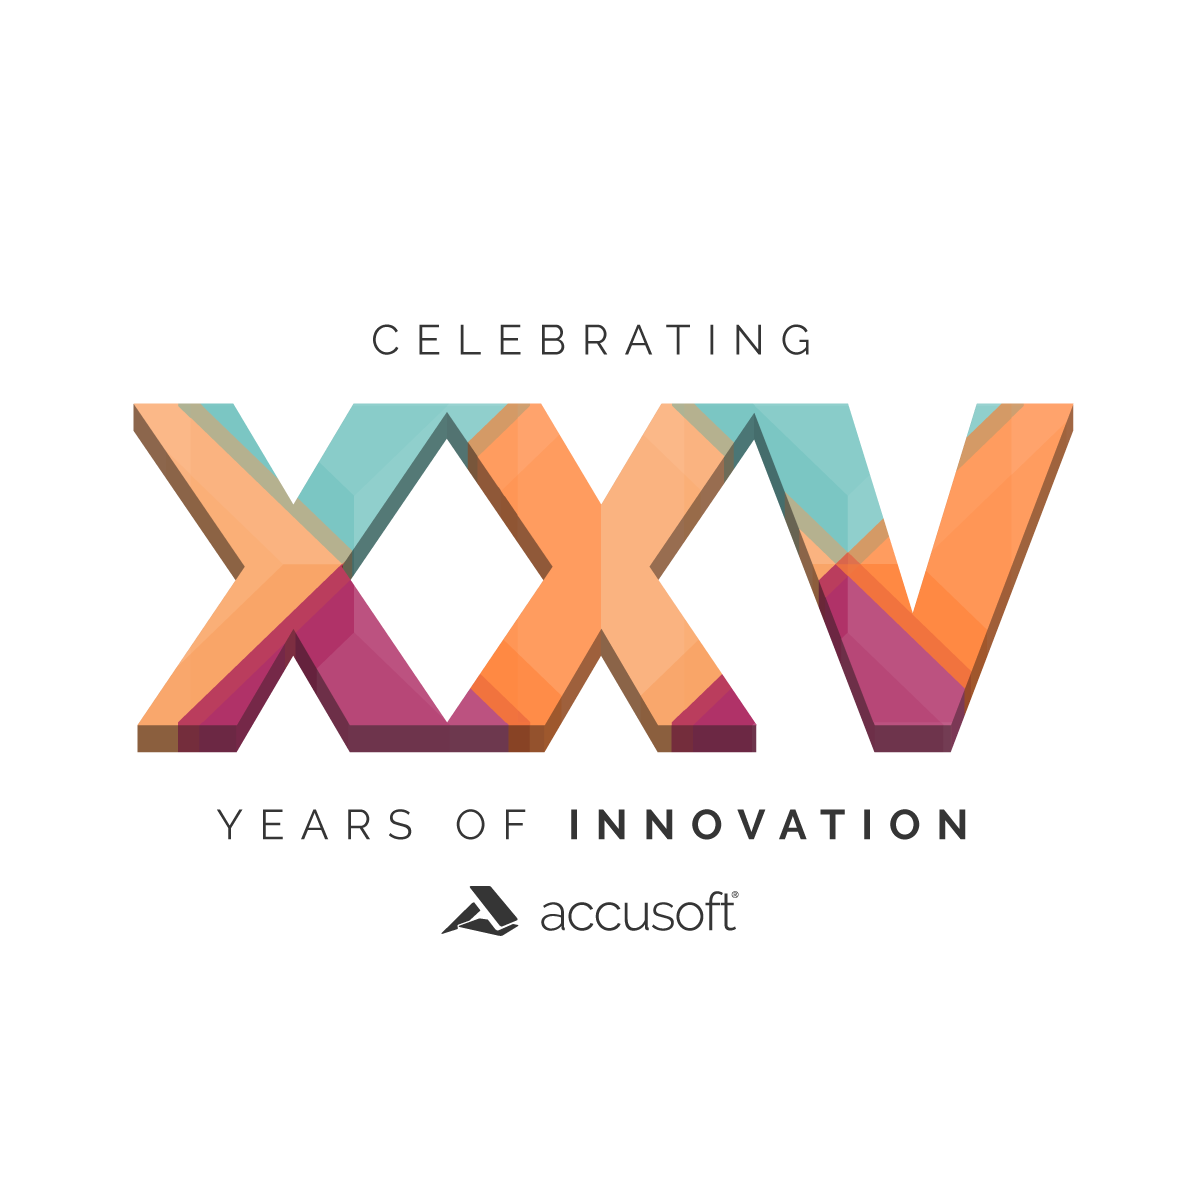 CELEBRATING
XXV
YEARS OF INNOVATION
accusoft®